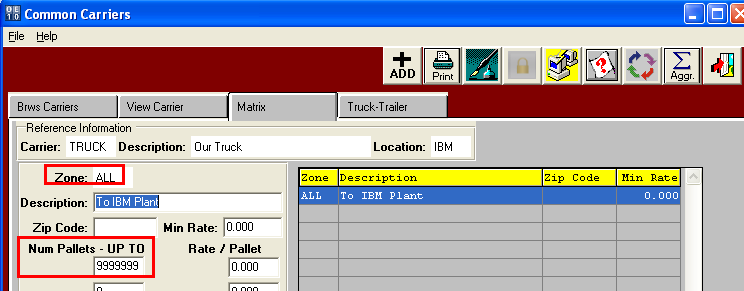 OE
10
Common Carriers
File Help
ADD Print Aggr.
Brws Carriers View Carrier Matrix Truck-Trailer
Reference Information
Carrier: TRUCK Description: Our Truck Location: IBM
Zone: ALL
Description: To IBM Plant
Zip Code: Min Rate: 0.000
Num Pallets - UP TO Rate / Pallet
9999999 0.000
Zone Description Zip Code Min Rate
ALL To IBM Plant 0.000